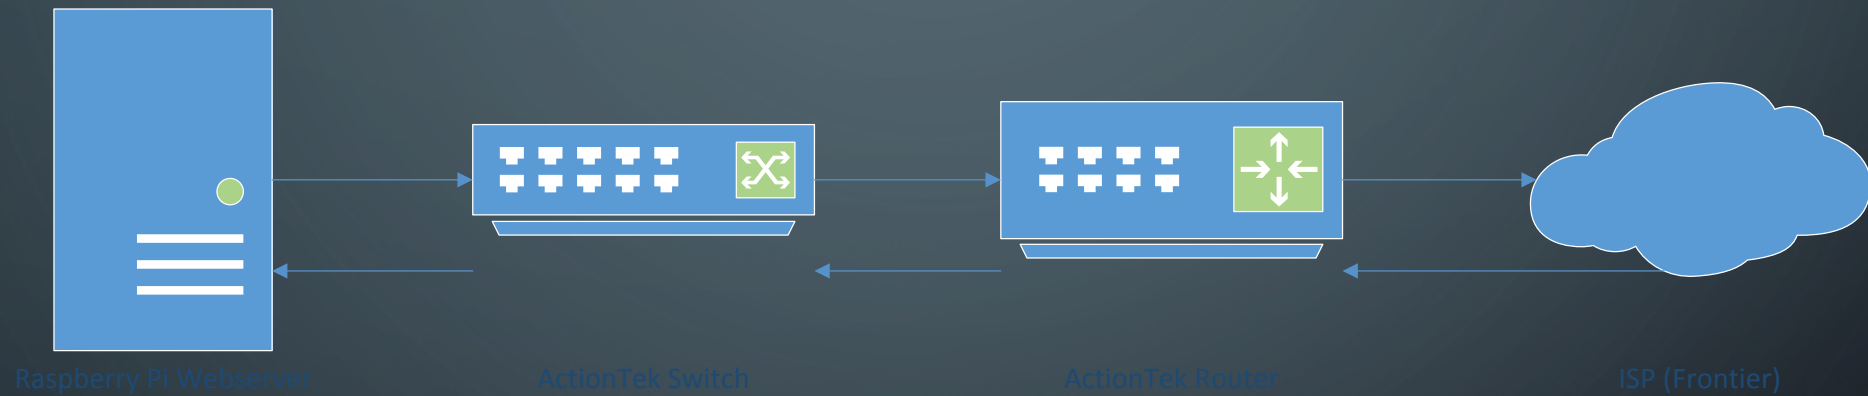 Raspberry Pi Webserver
ActionTek Switch
ActionTek Router
ISP (Frontier)